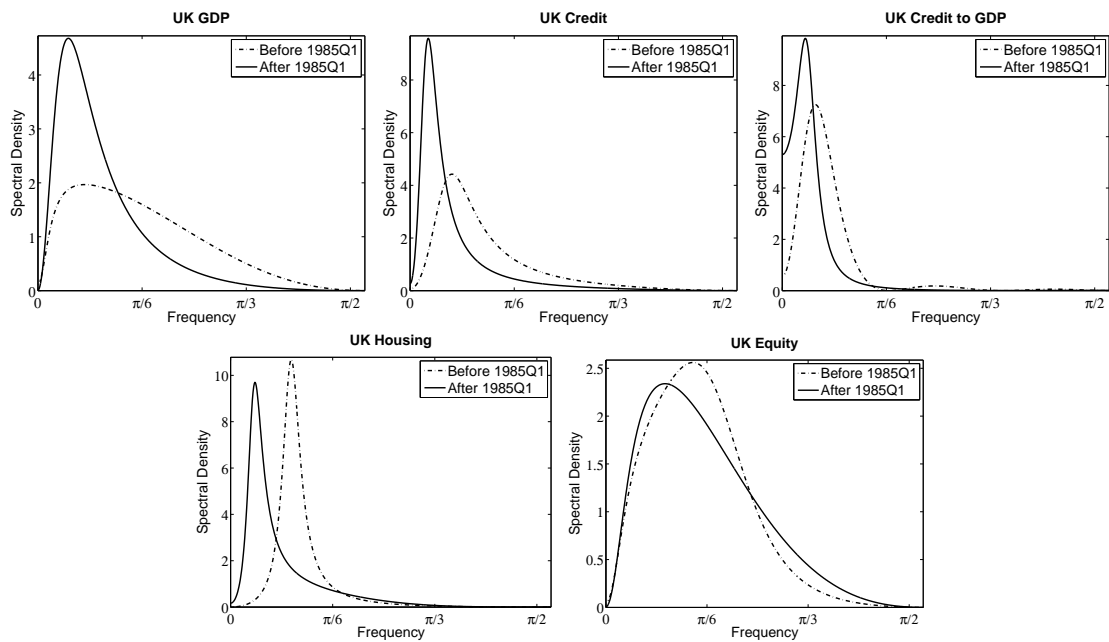 UK GDP
Before 1985Q1
After 1985Q1
Spectral Density
4
3
2
1
0
0
π/6
π/3
π/2
Frequency
UK Credit
Before 1985Q1
After 1985Q1
Spectral Density
8
6
4
2
0
0
π/6
π/3
π/2
Frequency
UK Credit to GDP
Before 1985Q1
After 1985Q1
Spectral Density
8
6
4
2
0
0
π/6
π/3
π/2
Frequency
UK Housing
Before 1985Q1
After 1985Q1
Spectral Density
10
8
6
4
2
0
0
π/6
π/3
π/2
Frequency
UK Equity
Before 1985Q1
After 1985Q1
Spectral Density
2.5
2
1.5
1
0.5
0
0
π/6
π/3
π/2
Frequency